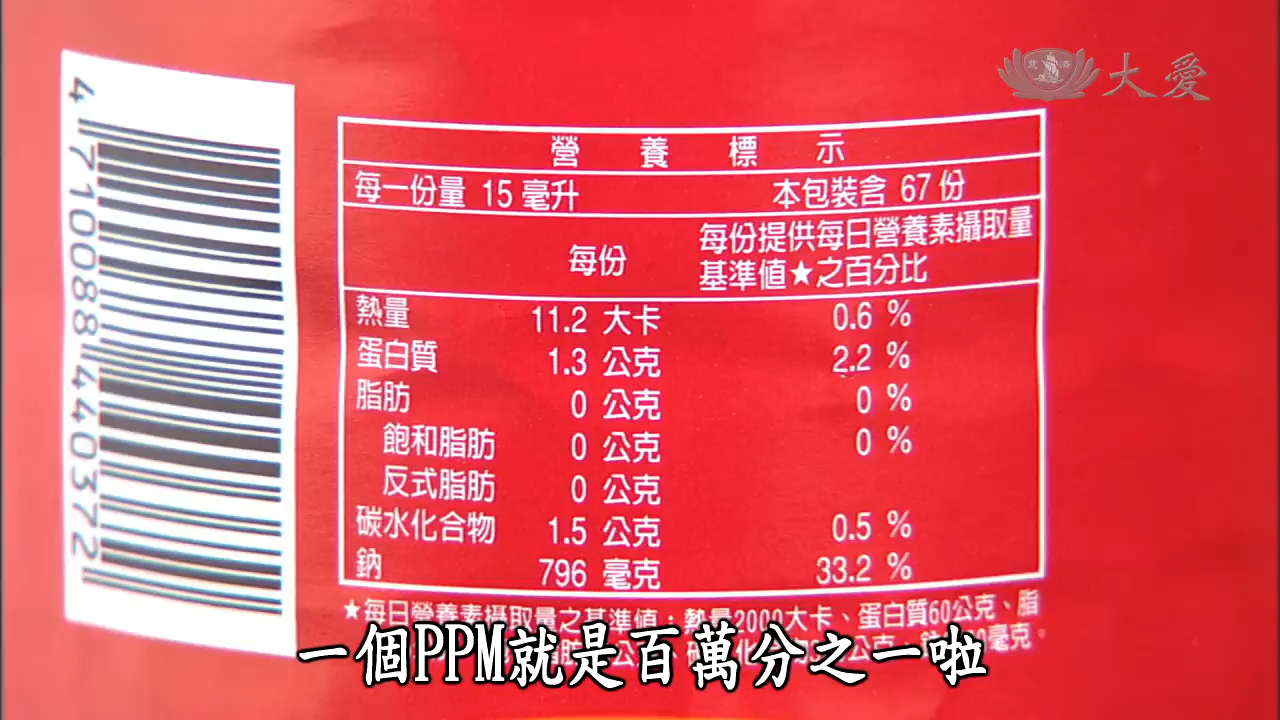 大愛
4710088440372
營養標示
每一份量 15 毫升 本包裝含 67 份
每份 每份提供每日營養素攝取量
基準值★之百分比
熱量 11.2 大卡 0.6 %
蛋白質 1.3 公克 2.2 %
脂肪 0 公克 0 %
飽和脂肪 0 公克 0 %
反式脂肪 0 公克
碳水化合物 1.5 公克 0.5 %
鈉 796 毫克 33.2 %
★每日營養素攝取量之基準值：熱量2000大卡、蛋白質60公克、脂
一個PPM就是百萬分之一啦